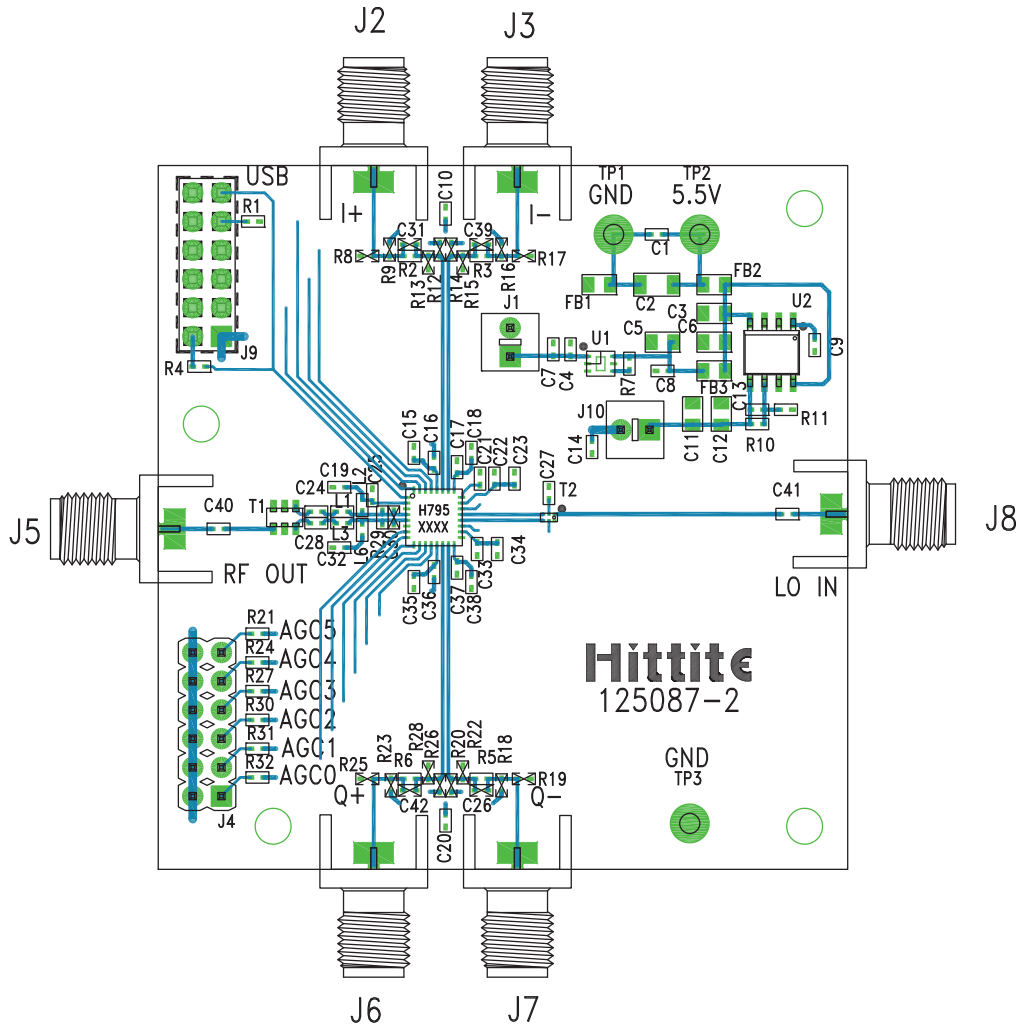 J2
J3
USB
TP1
TP2
GND
5.5V
C10
R1
I+
I-
C31
C39
C1
R8
R9
R2
R13
R12
R14
R15
R3
R16
R17
FB1
C2
FB2
J1
C3
U2
C5
C6
U1
J9
C9
R4
C7
C4
R7
C8
FB3
C13
J10
R11
C15
C16
C17
C18
C14
C11
C12
R10
C21
C22
C23
C19
L2
C25
C27
C24
T2
C40
T1
L1
H795
XXXX
C41
J5
J8
L3
C28
C32
L6
R29
C30
C33
C34
RF OUT
LO IN
C35
C36
C37
C38
R21
AGC5
R24
AGC4
Hittite
R27
AGC3
125087-2
R30
AGC2
R31
AGC1
GND
R32
AGC0
TP3
R23
R28
R26
R20
R22
R18
R25
R6
R5
R19
Q+
C42
C26
Q-
J4
C20
J6
J7